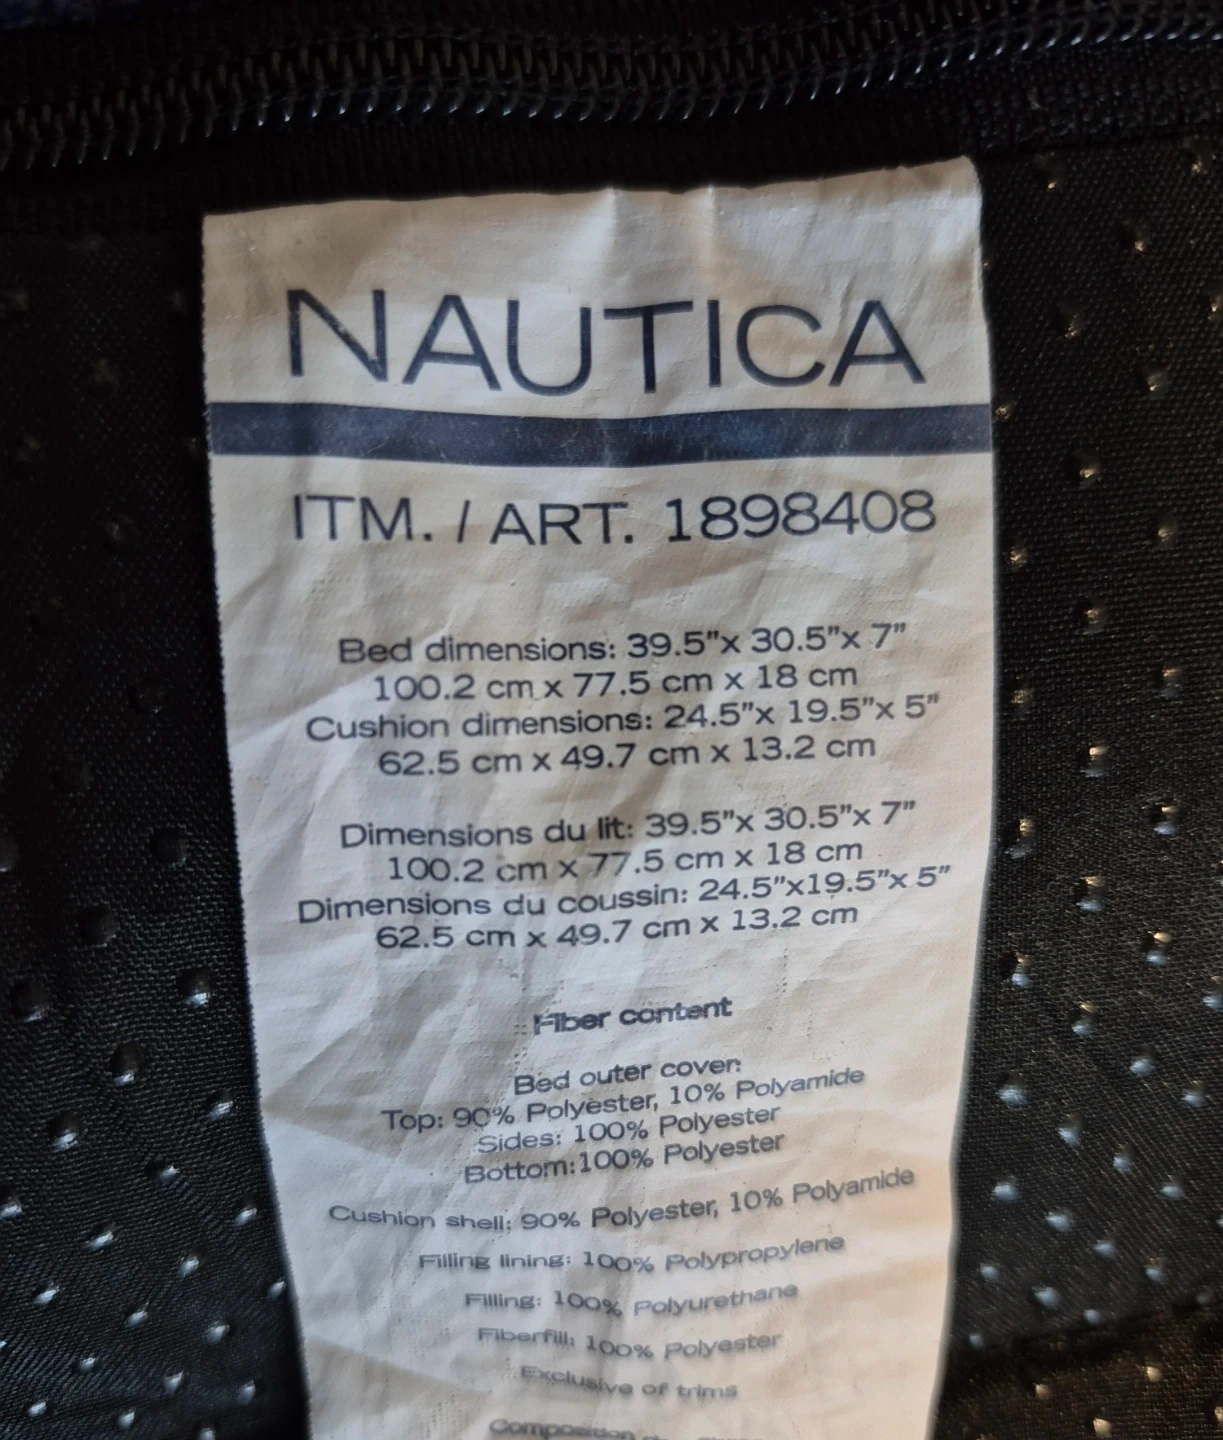 NAUTICA
ITM. / ART. 1898408
Bed dimensions: 39.5”x 30.5”x 7”
100.2 cm x 77.5 cm x 18 cm
Cushion dimensions: 24.5”x 19.5”x 5”
62.5 cm x 49.7 cm x 13.2 cm
Dimensions du lit: 39.5”x 30.5”x 7”
100.2 cm x 77.5 cm x 18 cm
Dimensions du coussin: 24.5”x19.5”x 5”
62.5 cm x 49.7 cm x 13.2 cm
Fiber content
Bed outer cover:
Top: 90% Polyester, 10% Polyamide
Sides: 100% Polyester
Bottom:100% Polyester
Cushion shell: 90% Polyester, 10% Polyamide
Filling lining: 100% Polypropylene
Filling: 100% Polyurethane
Fiberfill: 100% Polyester
Exclusive of trims
Composition